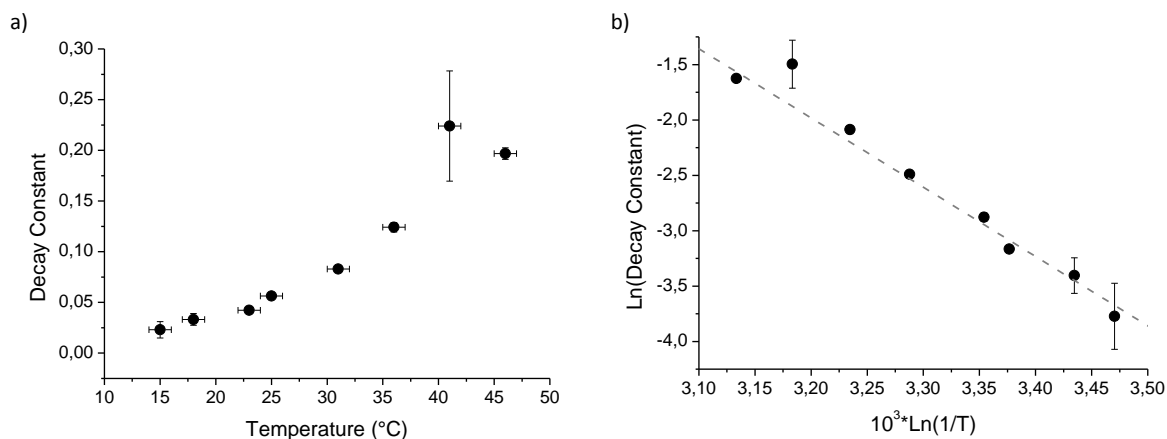 a)
0,30
0,25
0,20
0,15
0,10
0,05
0,00
10 15 20 25 30 35 40 45 50
Decay Constant
Temperature (°C)
b)
-1,5
-2,0
-2,5
-3,0
-3,5
-4,0
3,10 3,15 3,20 3,25 3,30 3,35 3,40 3,45 3,50
Ln(Decay Constant)
10³*Ln(1/T)